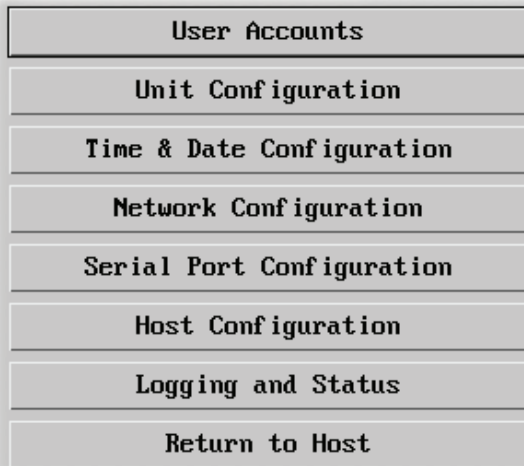 User Accounts
Unit Configuration
Time & Date Configuration
Network Configuration
Serial Port Configuration
Host Configuration
Logging and Status
Return to Host